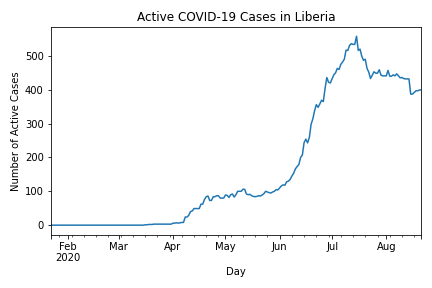 Active COVID-19 Cases in Liberia
Number of Active Cases
500
400
300
200
100
0
Feb Mar Apr May Jun Jul Aug
2020
Day